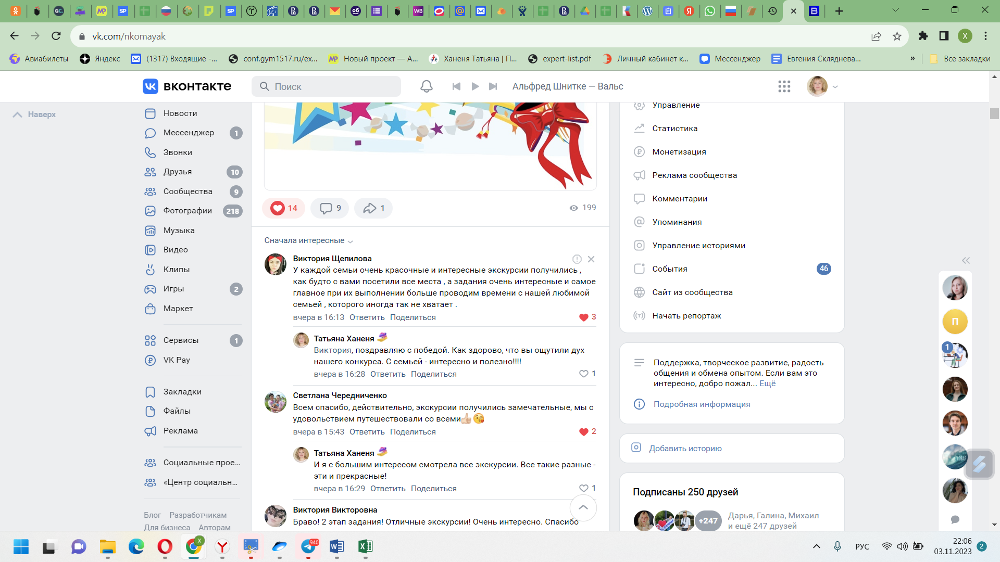 vk.com/nkomayak
Авиабилеты
Яндекс
(1317) Входящие -...
conf.gym1517.ru/ex...
Новый проект — А...
Ханеня Татьяна | П...
expert-list.pdf
Личный кабинет к...
Мессенджер
Евгения Скляднева...
»
Все закладки
ВКОНТАКТЕ
Поиск
Альфред Шнитке — Вальс
Наверх
Новости
Мессенджер 1
Звонки
Друзья 10
Сообщества 9
Фотографии 218
Музыка
Видео
Клипы
Игры 2
Маркет
Сервисы 1
VK Pay
Закладки
Файлы
Реклама
Социальные прое...
«Центр социальн...
Блог Разработчикам
Для бизнеса Авторам
14 9 1 199
Сначала интересные
Виктория Щепилова
У каждой семьи очень красочные и интересные экскурсии получились ,
как будто с вами посетили все места , а задания очень интересные и самое
главное при их выполнении больше проводим времени с нашей любимой
семьей , которого иногда так не хватает .
вчера в 16:13 Ответить Поделиться 3
Татьяна Ханеня
Виктория, поздравляю с победой. Как здорово, что вы ощутили дух
нашего конкурса. С семьей - интересно и полезно!!!!
вчера в 16:28 Ответить Поделиться 1
Светлана Чередниченко
Всем спасибо, действительно, экскурсии получились замечательные, мы с
удовольствием путешествовали со всеми👍😘
вчера в 15:43 Ответить Поделиться 2
Татьяна Ханеня
И я с большим интересом смотрела все экскурсии. Все такие разные -
эти и прекрасные!
вчера в 16:29 Ответить Поделиться 1
Виктория Викторовна
Браво! 2 этап задания! Отличные экскурсии! Очень интересно. Спасибо
Управление
Статистика
Монетизация
Реклама сообщества
Комментарии
Упоминания
Управление историями
События 46
Сайт из сообщества
Начать репортаж
Поддержка, творческое развитие, радость
общения и обмена опытом. Если вам это
интересно, добро пожал... Ещё
Подробная информация
Добавить историю
Подписаны 250 друзей
+247
Дарья, Галина, Михаил
и ещё 247 друзей
П
1
940
РУС
22:06
03.11.2023
2